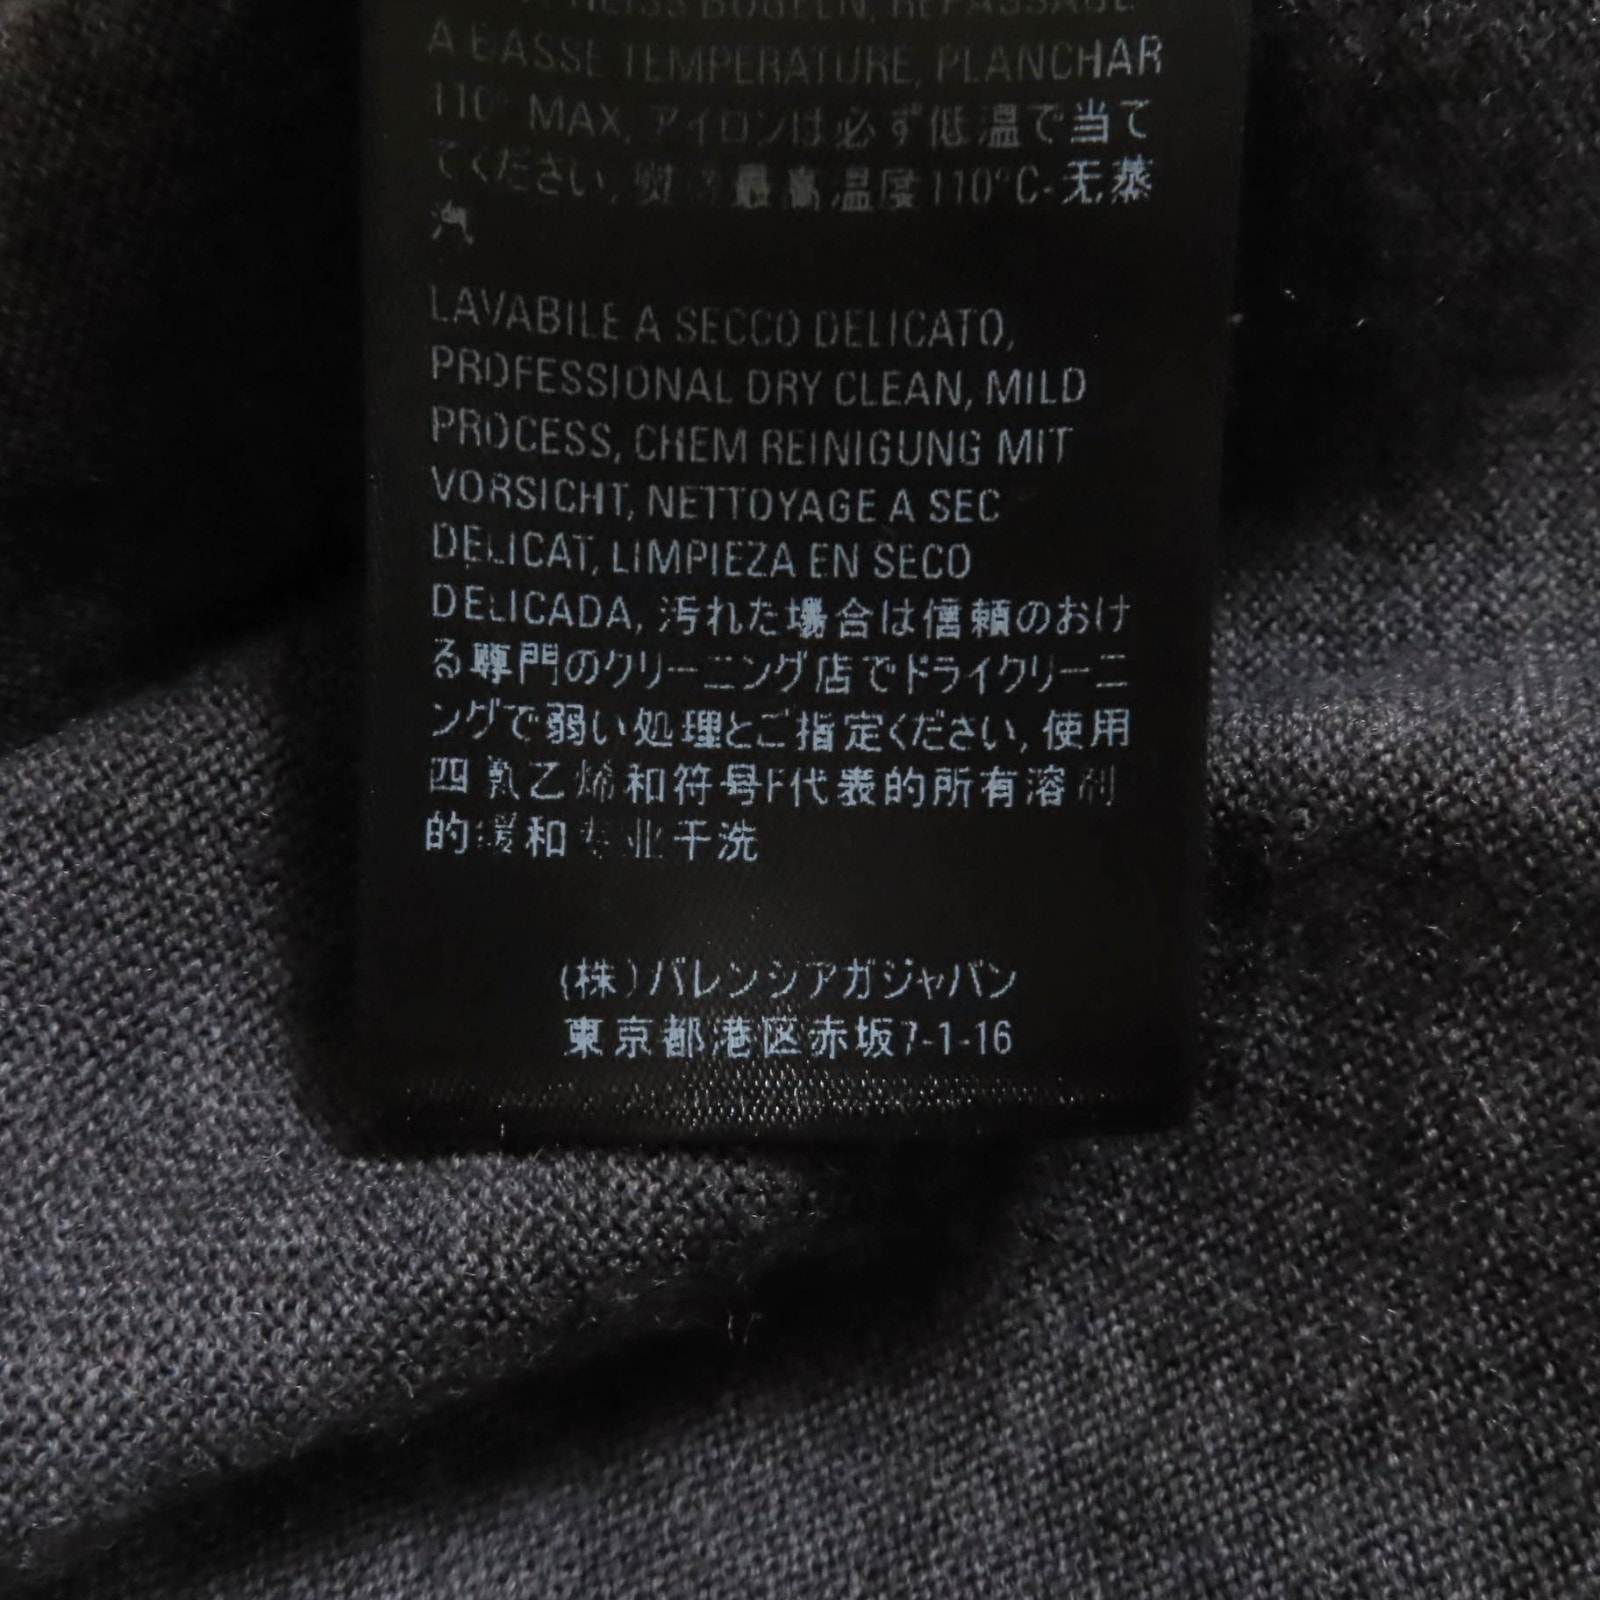 HEISS BÜGELN, REPASSAGE
A BASSE TEMPERATURE, PLANCHAR
110° MAX, アイロンは必ず低温で当て
てください, 最高温度110°C-无蒸
汽
LAVABILE A SECCO DELICATO,
PROFESSIONAL DRY CLEAN, MILD
PROCESS, CHEM REINIGUNG MIT
VORSICHT, NETTOYAGE A SEC
DELICAT, LIMPIEZA EN SECO
DELICADA, 汚れた場合は信頼のおけ
る専門のクリーニング店でドライクリーニ
ングで弱い処理とご指定ください, 使用
四氯乙烯和符号F代表的所有溶剂
的缓和专业干洗
(株)バレンシアガジャパン
東京都港区赤坂7-1-16